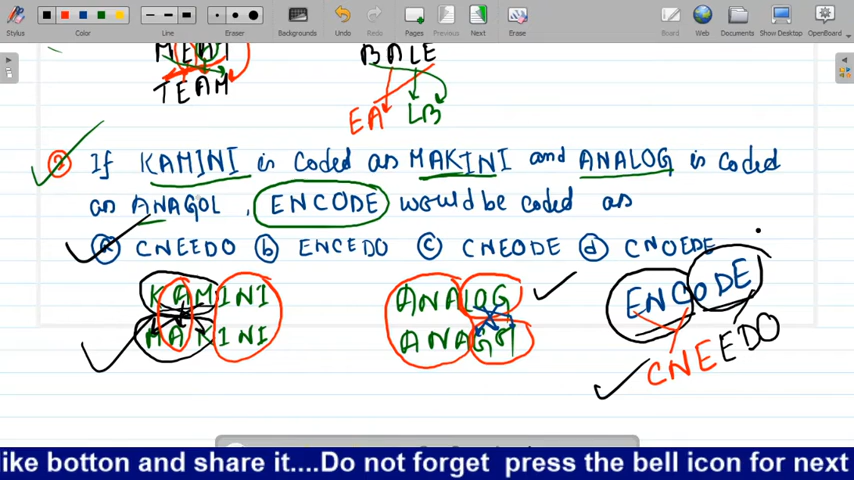 Stylus Color Line Eraser Backgrounds Undo Pages Previous Next Erase Board Web Documents Show Desktop OpenBoard
BALE
TEAM
EA LB
If KAMINI is coded as MAKINI and ANALOG is coded
as ANAGOL, ENCODE would be coded as
(a) CNEEDO (b) ENCEDO (c) CNEODE (d) CNOEDE
KAMINI ANALOG ENCODE
MAKINI ANAG
CNEEDO
like botton and share it....Do not forget press the bell icon for next